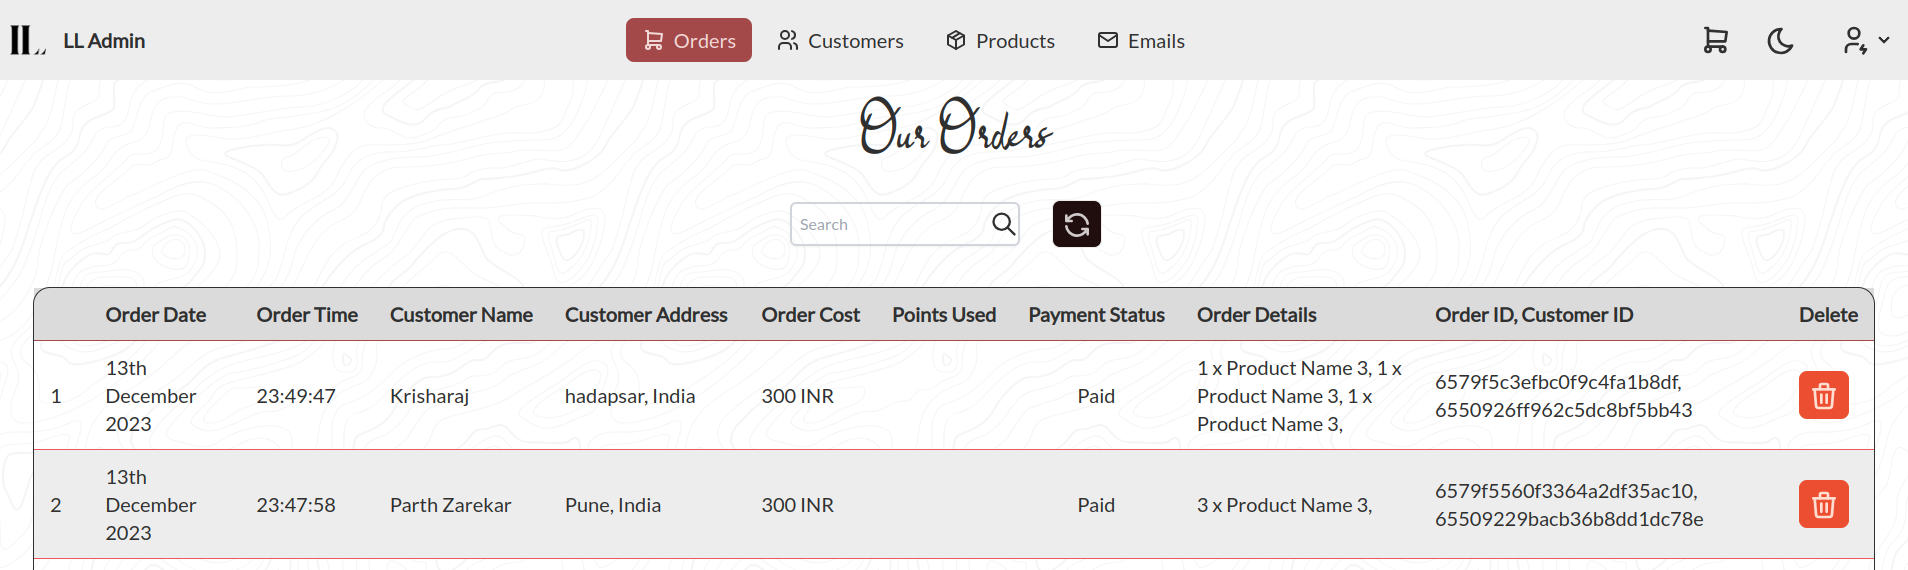 LL Admin
Orders
Customers
Products
Emails
Our Orders
Search
Order Date Order Time Customer Name Customer Address Order Cost Points Used Payment Status Order Details Order ID, Customer ID Delete
13th
December
2023
1
23:49:47
Krisharaj
hadapsar, India
300 INR
Paid
1 x Product Name 3, 1 x
Product Name 3, 1 x
Product Name 3,
6579f5c3efbc0f9c4fa1b8df,
6550926ff962c5dc8bf5bb43
13th
December
2023
2
23:47:58
Parth Zarekar
Pune, India
300 INR
Paid
3 x Product Name 3,
6579f5560f3364a2df35ac10,
65509229bacb36b8dd1dc78e